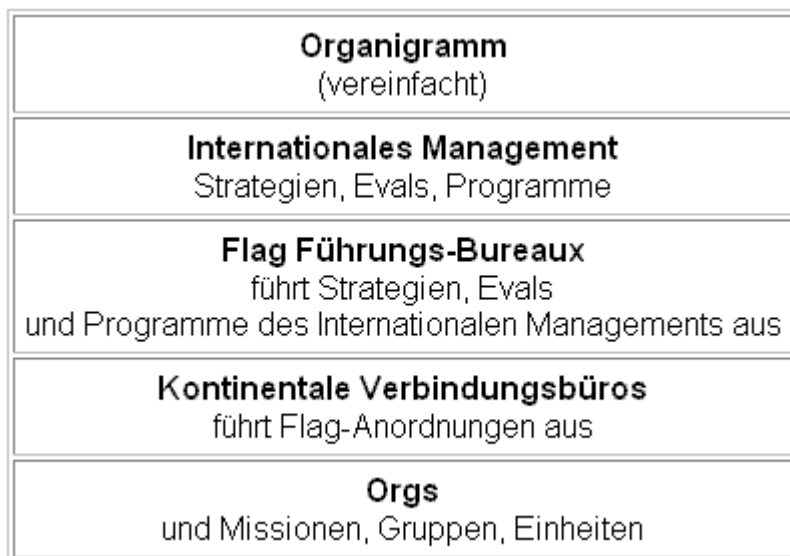 Organigramm
(vereinfacht)
Internationales Management
Strategien, Evals, Programme
Flag Führungs-Bureaux
führt Strategien, Evals
und Programme des Internationalen Managements aus
Kontinentale Verbindungsbüros
führt Flag-Anordnungen aus
Orgs
und Missionen, Gruppen, Einheiten